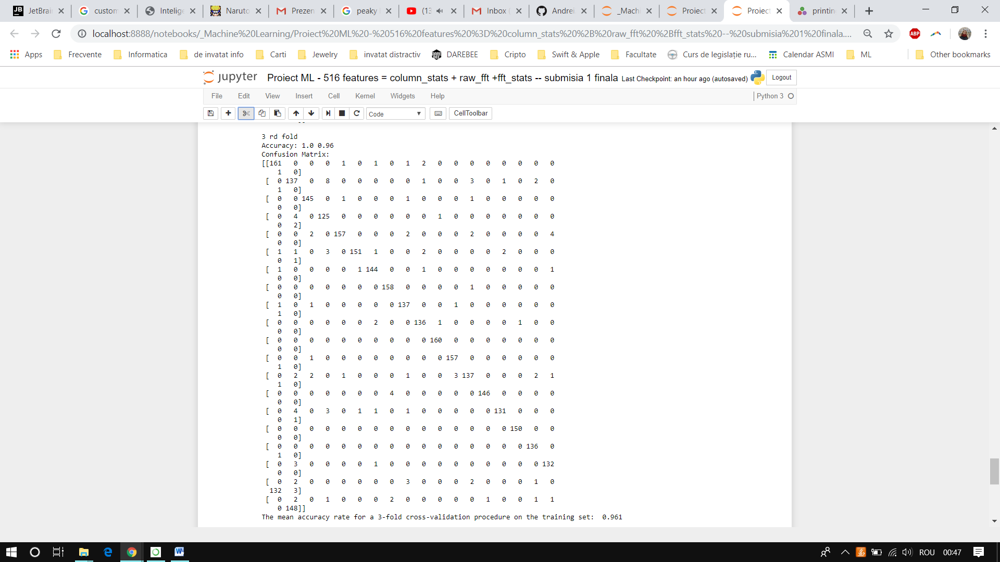 JetBrai
custom
Intelige
Naruto
Prezen
peaky
(13
Inbox (
Andrei
_Machi
Proiect
Proiect
printin
localhost:8888/notebooks/_Machine%20Learning/Proiect%20ML%20-%20516%20features%20%3D%20column_stats%20%2B%20raw_fft%20%2Bfft_stats%20--%20submisia%201%20finala....
ABP
Apps Frecvente Informatica de invatat info Carti Jewelry invatat distractiv DAREBEE Cripto Swift & Apple Facultate Curs de legislație ru... Calendar ASMI ML Other bookmarks
jupyter Proiect ML - 516 features = column_stats + raw_fft +fft_stats -- submisia 1 finala Last Checkpoint: an hour ago (autosaved) Logout
File Edit View Insert Cell Kernel Widgets Help Python 3
Code CellToolbar
3 rd fold
Accuracy: 1.0 0.96
Confusion Matrix:
[[161 0 0 0 1 0 1 0 1 2 0 0 0 0 0 0 0 0
1 0]
[ 0 137 0 8 0 0 0 0 0 1 0 0 3 0 1 0 2 0
1 0]
[ 0 0 145 0 1 0 0 0 1 0 0 0 1 0 0 0 0 0
0 0]
[ 0 4 0 125 0 0 0 0 0 0 1 0 0 0 0 0 0 0
0 2]
[ 0 0 2 0 157 0 0 0 2 0 0 0 2 0 0 0 0 4
0 0]
[ 1 1 0 3 0 151 1 0 0 2 0 0 0 0 2 0 0 0
0 1]
[ 1 0 0 0 0 1 144 0 0 1 0 0 0 0 0 0 0 1
0 0]
[ 0 0 0 0 0 0 0 158 0 0 0 0 1 0 0 0 0 0
0 0]
[ 1 0 1 0 0 0 0 0 137 0 0 1 0 0 0 0 0 0
1 0]
[ 0 0 0 0 0 0 2 0 0 136 1 0 0 0 0 1 0 0
0 0]
[ 0 0 0 0 0 0 0 0 0 0 160 0 0 0 0 0 0 0
0 0]
[ 0 0 1 0 0 0 0 0 0 0 0 157 0 0 0 0 0 0
1 0]
[ 0 2 2 0 1 0 0 0 1 0 0 3 137 0 0 0 2 1
1 0]
[ 0 0 0 0 0 0 0 4 0 0 0 0 0 146 0 0 0 0
0 0]
[ 0 4 0 3 0 1 1 0 1 0 0 0 0 0 131 0 0 0
0 1]
[ 0 0 0 0 0 0 0 0 0 0 0 0 0 0 0 150 0 0
0 0]
[ 0 0 0 0 0 0 0 0 0 0 0 0 0 0 0 0 136 0
1 0]
[ 0 3 0 0 0 0 1 0 0 0 0 0 0 0 0 0 0 132
0 0]
[ 0 2 0 0 0 0 0 0 3 0 0 0 2 0 0 0 1 0
132 3]
[ 0 2 0 1 0 0 0 2 0 0 0 0 0 1 0 0 1 1
0 148]]
The mean accuracy rate for a 3-fold cross-validation procedure on the training set: 0.961
ROU 00:47